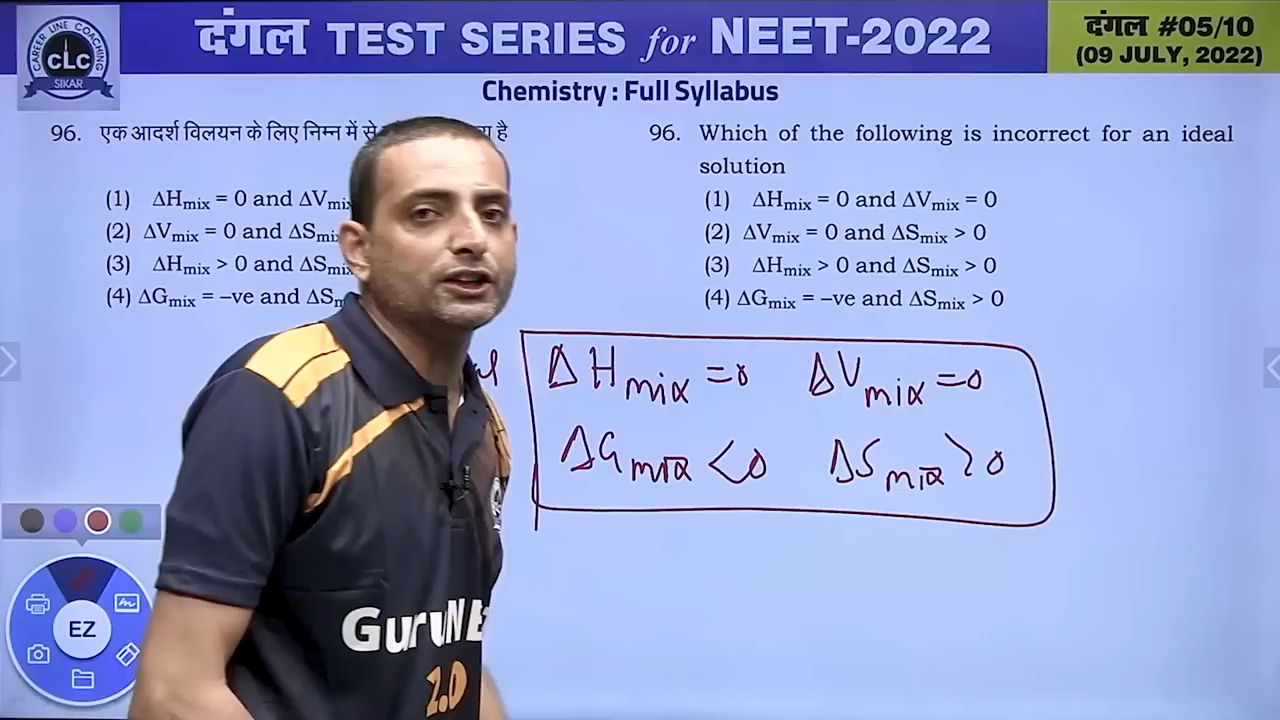 दंगल TEST SERIES for NEET-2022
दंगल #05/10
(09 JULY, 2022)
CAREER LINE COACHING
CLC
SIKAR
Chemistry : Full Syllabus
96. एक आदर्श विलयन के लिए निम्न में से है
(1) ΔHmix = 0 and ΔVmix
(2) ΔVmix = 0 and ΔSmix
(3) ΔHmix > 0 and ΔSmix
(4) ΔGmix = –ve and ΔSm
96. Which of the following is incorrect for an ideal
solution
(1) ΔHmix = 0 and ΔVmix = 0
(2) ΔVmix = 0 and ΔSmix > 0
(3) ΔHmix > 0 and ΔSmix > 0
(4) ΔGmix = –ve and ΔSmix > 0
ΔHmix =0 ΔVmix =0
ΔGmix <0 ΔSmix >0
EZ
2.0